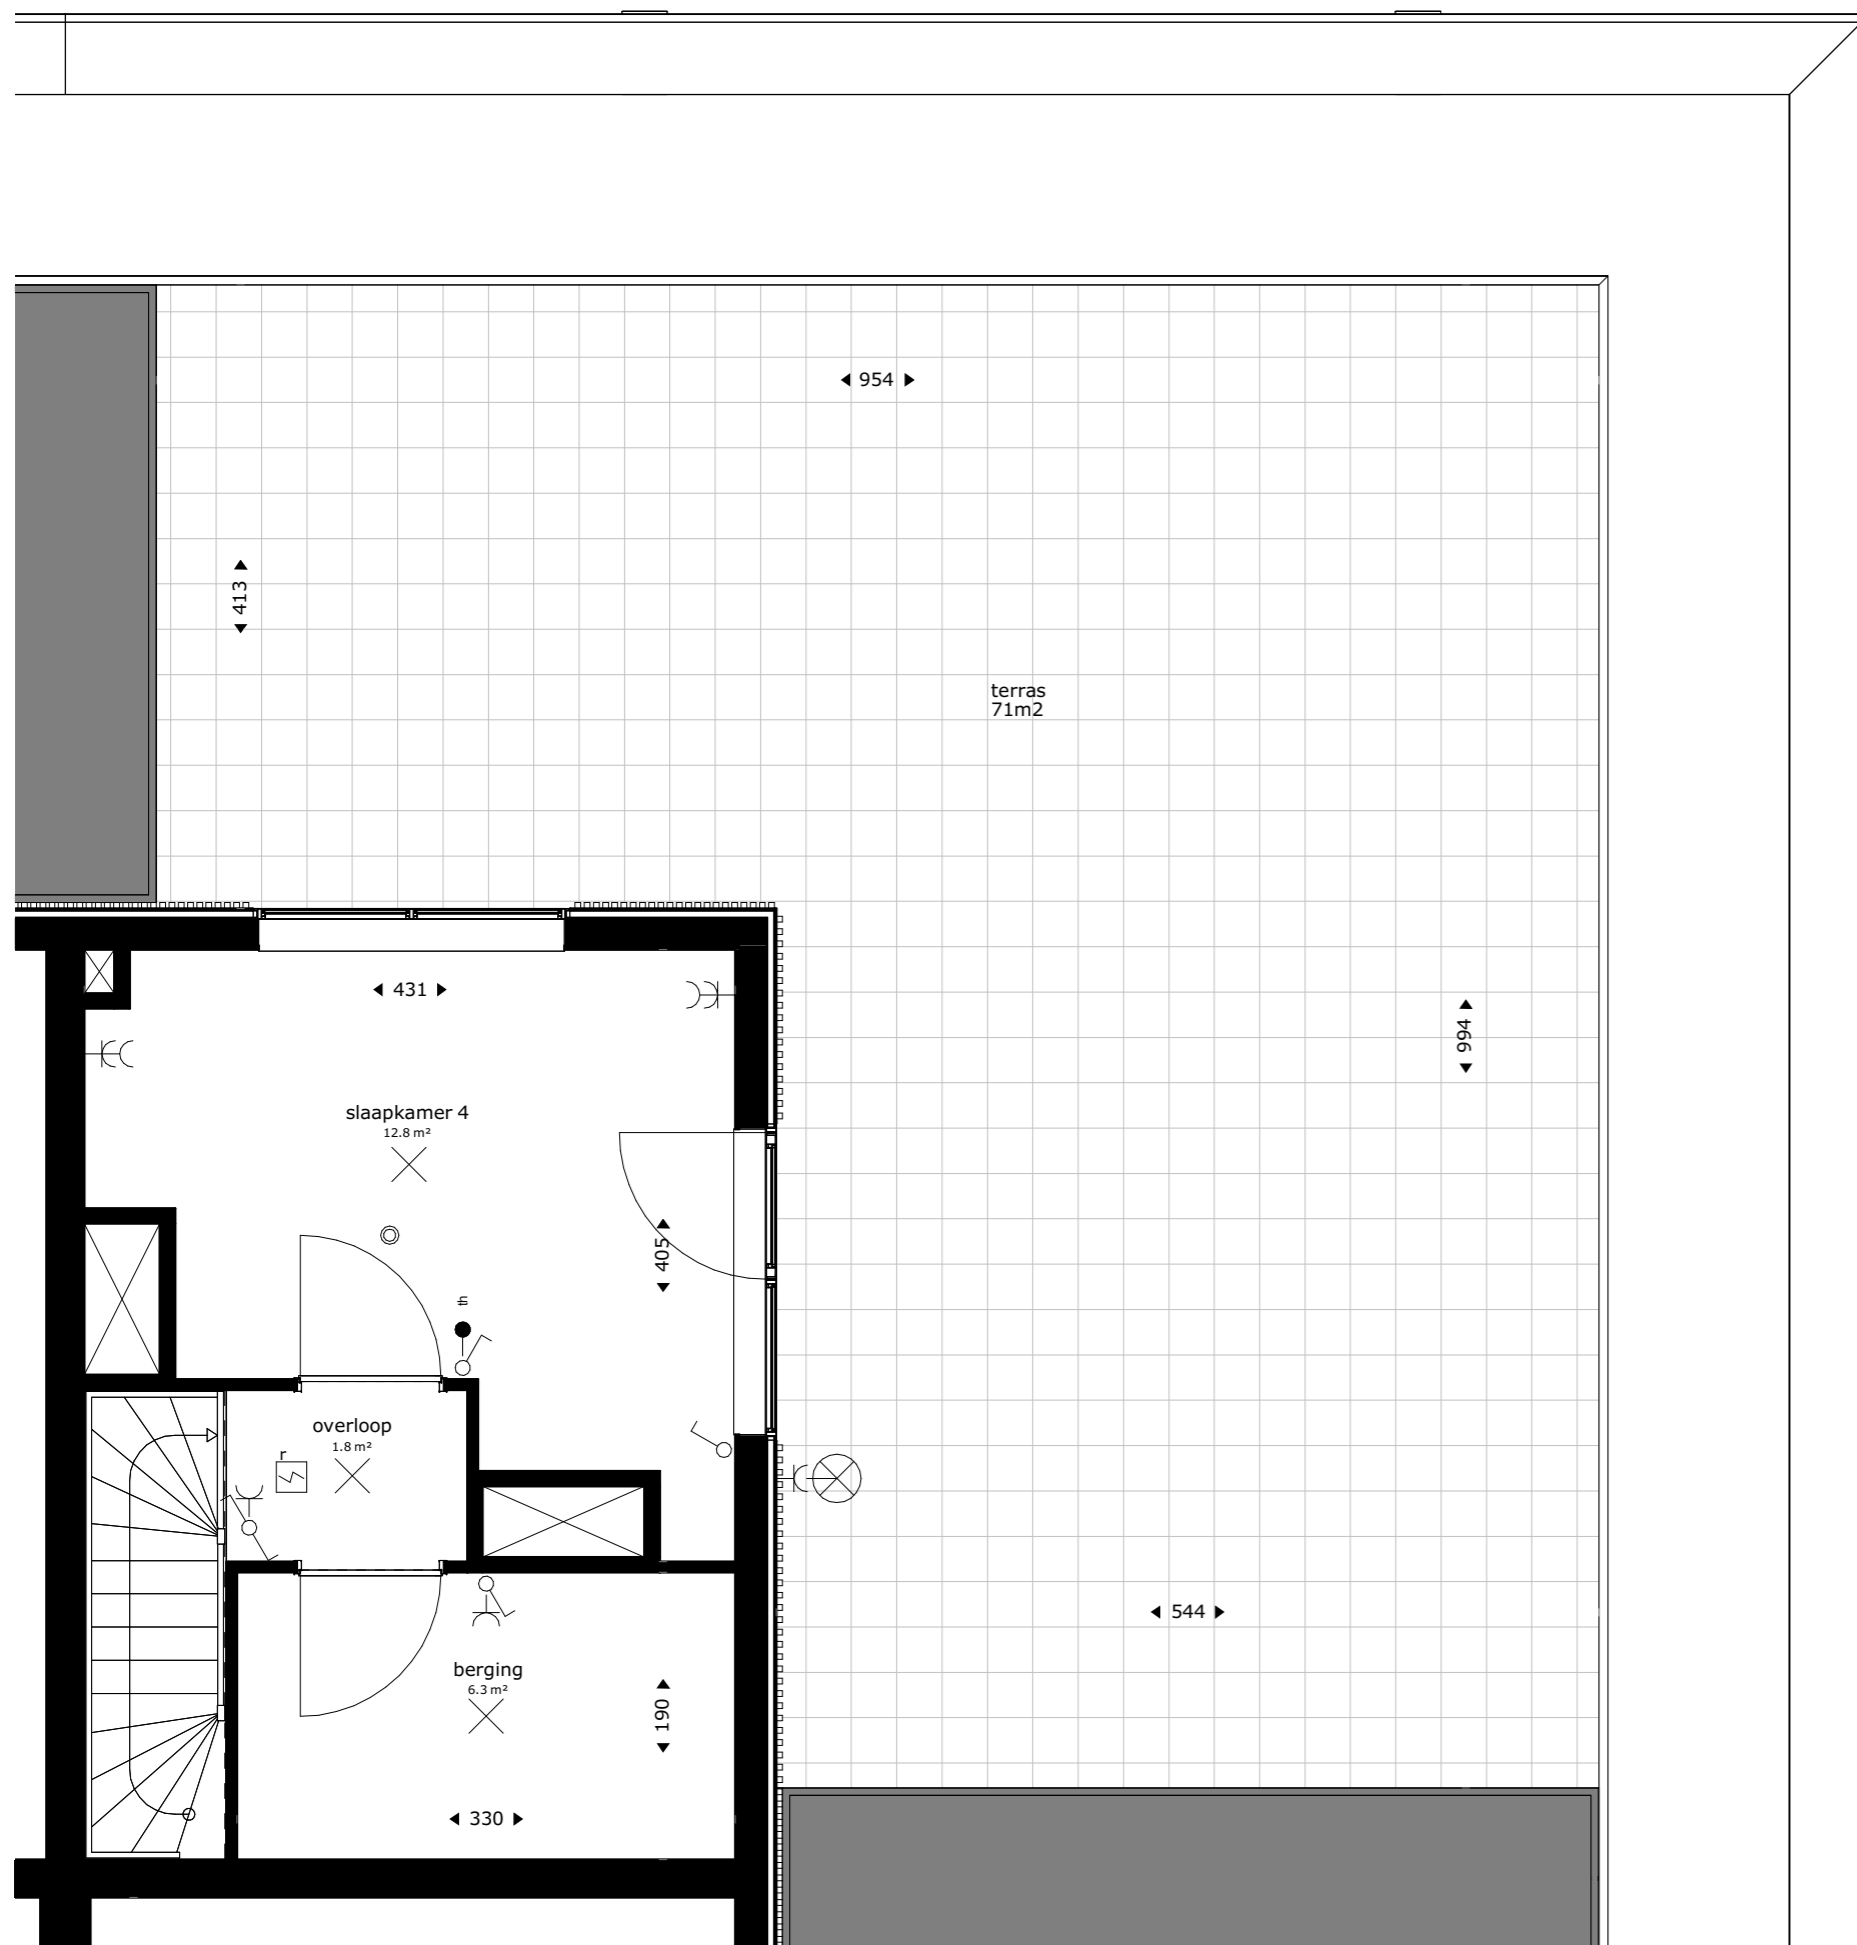 954
413
terras
71m2
431
994
slaapkamer 4
12.8 m²
405
th
overloop
1.8 m²
r
544
berging
6.3 m²
190
330